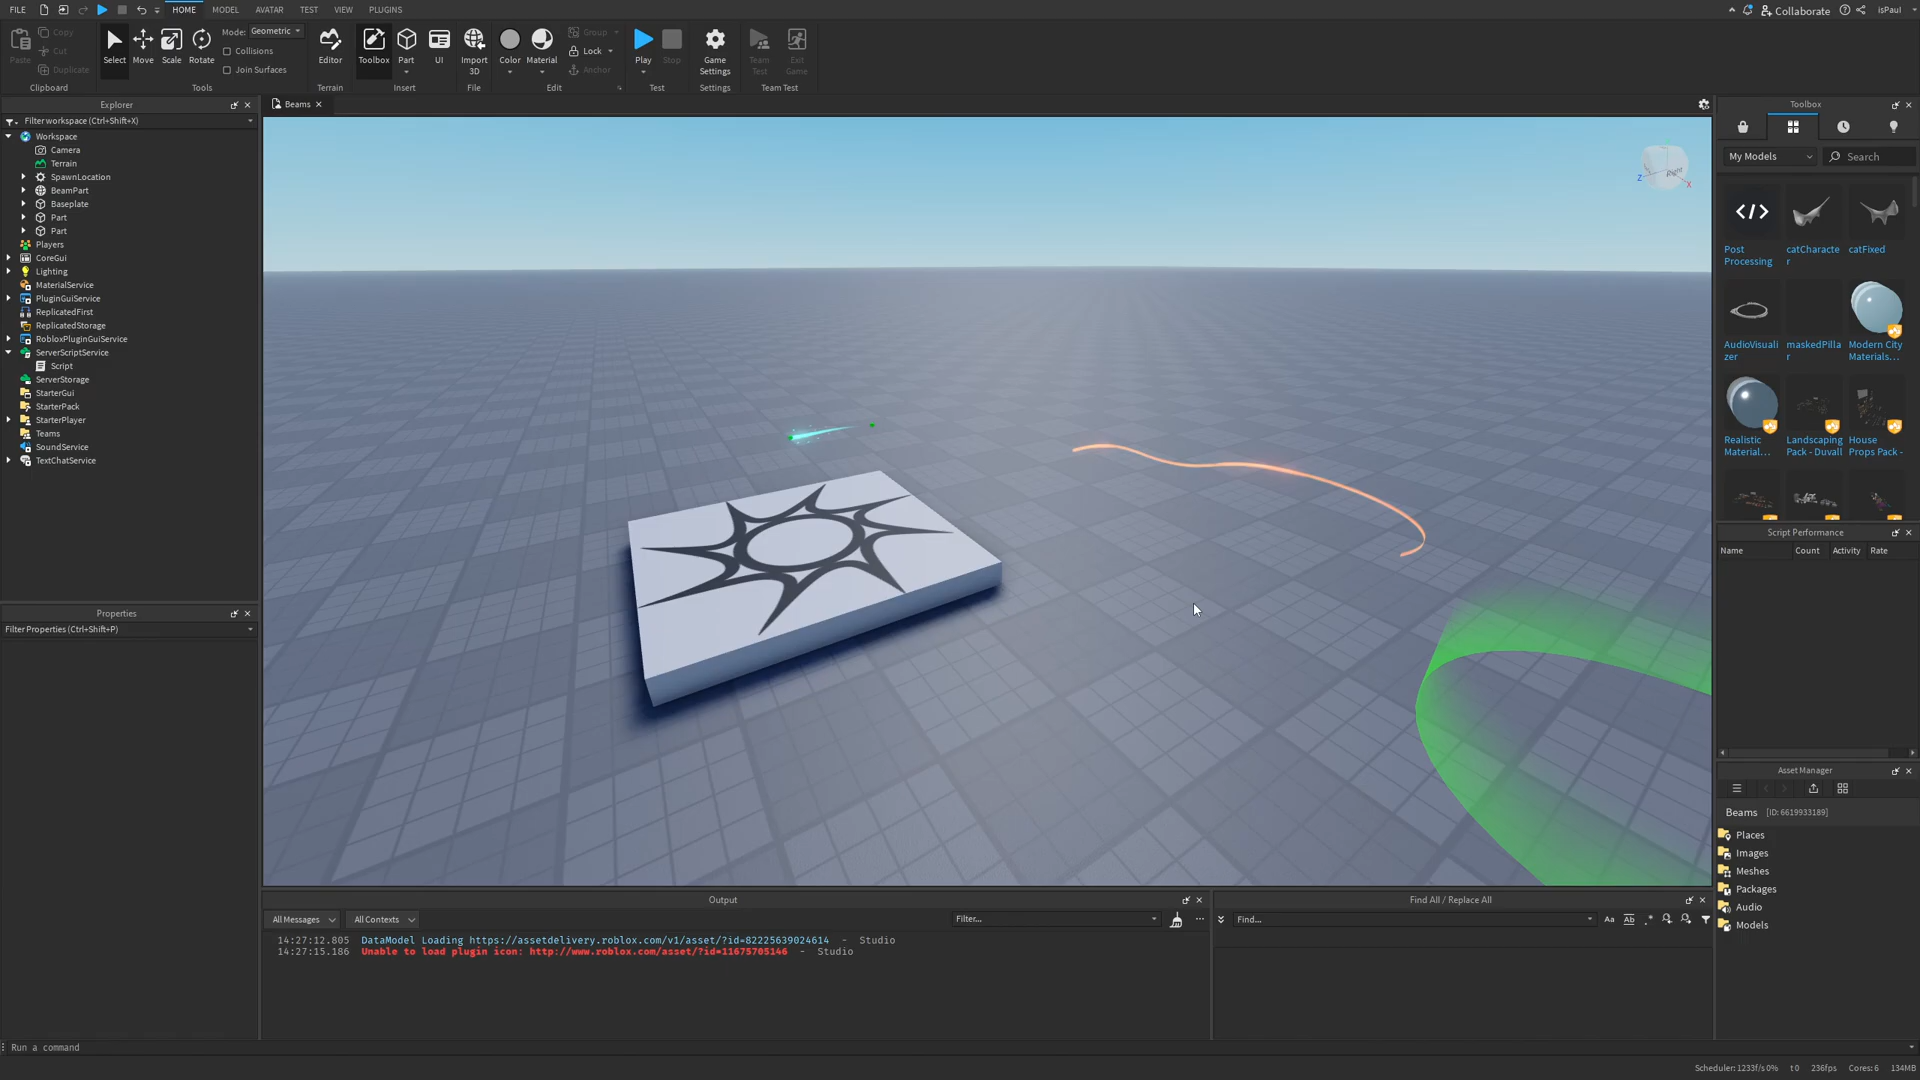 FILE
HOME
MODEL
AVATAR
TEST
VIEW
PLUGINS
Collaborate
isPaul
Paste
Copy
Cut
Duplicate
Clipboard
Select
Move
Scale
Rotate
Mode: Geometric
Collisions
Join Surfaces
Tools
Editor
Terrain
Toolbox
Part
UI
Insert
Import
3D
File
Color
Material
Group
Lock
Anchor
Edit
Play
Stop
Test
Game
Settings
Settings
Team
Test
Exit
Game
Team Test
Explorer
Filter workspace (Ctrl+Shift+X)
Workspace
Camera
Terrain
SpawnLocation
BeamPart
Baseplate
Part
Part
Players
CoreGui
Lighting
MaterialService
PluginGuiService
ReplicatedFirst
ReplicatedStorage
RobloxPluginGuiService
ServerScriptService
Script
ServerStorage
StarterGui
StarterPack
StarterPlayer
Teams
SoundService
TextChatService
Properties
Filter Properties (Ctrl+Shift+P)
Beams
Right
Z
X
Toolbox
My Models
Search
Post
Processing
catCharacte
r
catFixed
AudioVisuali
zer
maskedPilla
r
Modern City
Materials...
Realistic
Material...
Landscaping
Pack - Duvall
House
Props Pack -
Script Performance
Name Count Activity Rate
Asset Manager
Beams [ID: 6619933189]
Places
Images
Meshes
Packages
Audio
Models
Output
All Messages
All Contexts
Filter...
14:27:12.805 DataModel Loading https://assetdelivery.roblox.com/v1/asset/?id=82225639024614 - Studio
14:27:15.186 Unable to load plugin icon: http://www.roblox.com/asset/?id=11675705146 - Studio
Find All / Replace All
Find...
Aa
Ab
.*
Run a command
Scheduler: 1233f/s 0% t 0 236fps Cores: 6 134MB